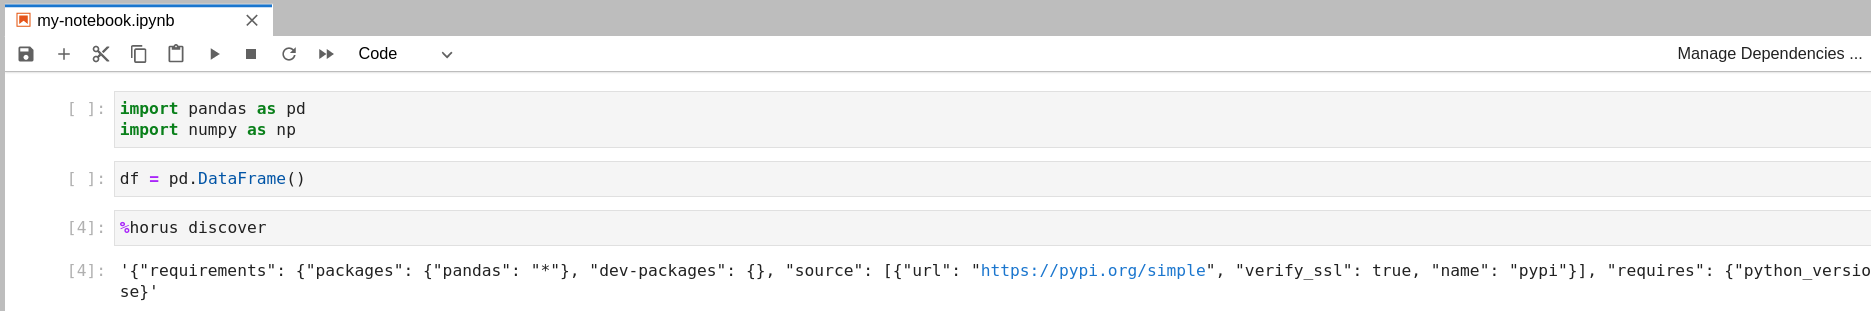 my-notebook.ipynb
Code
Manage Dependencies ...
[ ]: import pandas as pd
import numpy as np
[ ]: df = pd.DataFrame()
[4]: %horus discover
[4]: '{"requirements": {"packages": {"pandas": "*"}, "dev-packages": {}, "source": [{"url": "https://pypi.org/simple", "verify_ssl": true, "name": "pypi"}], "requires": {"python_versio
se}'